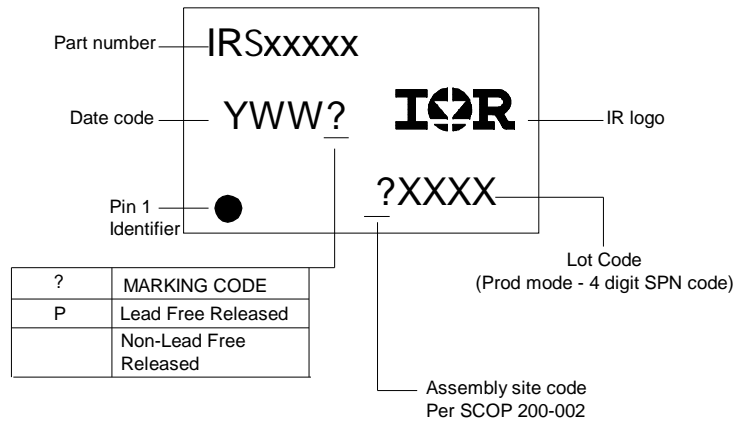 Part number
IRSxxxxx
Date code
YWW?
IOR
IR logo
?XXXX
Pin 1
Identifier
Lot Code
(Prod mode - 4 digit SPN code)
? MARKING CODE
P Lead Free Released
Non-Lead Free
Released
Assembly site code
Per SCOP 200-002